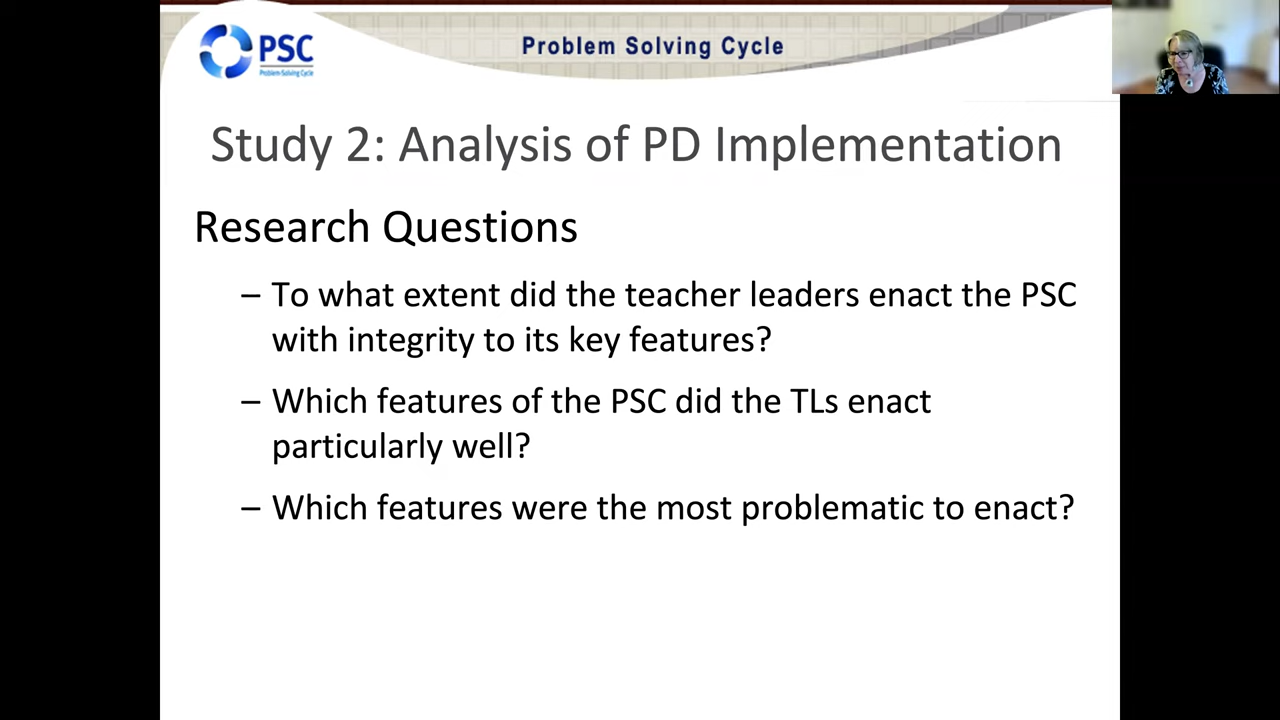 PSC
Problem-Solving Cycle
Problem Solving Cycle
Study 2: Analysis of PD Implementation
Research Questions
– To what extent did the teacher leaders enact the PSC
with integrity to its key features?
– Which features of the PSC did the TLs enact
particularly well?
– Which features were the most problematic to enact?